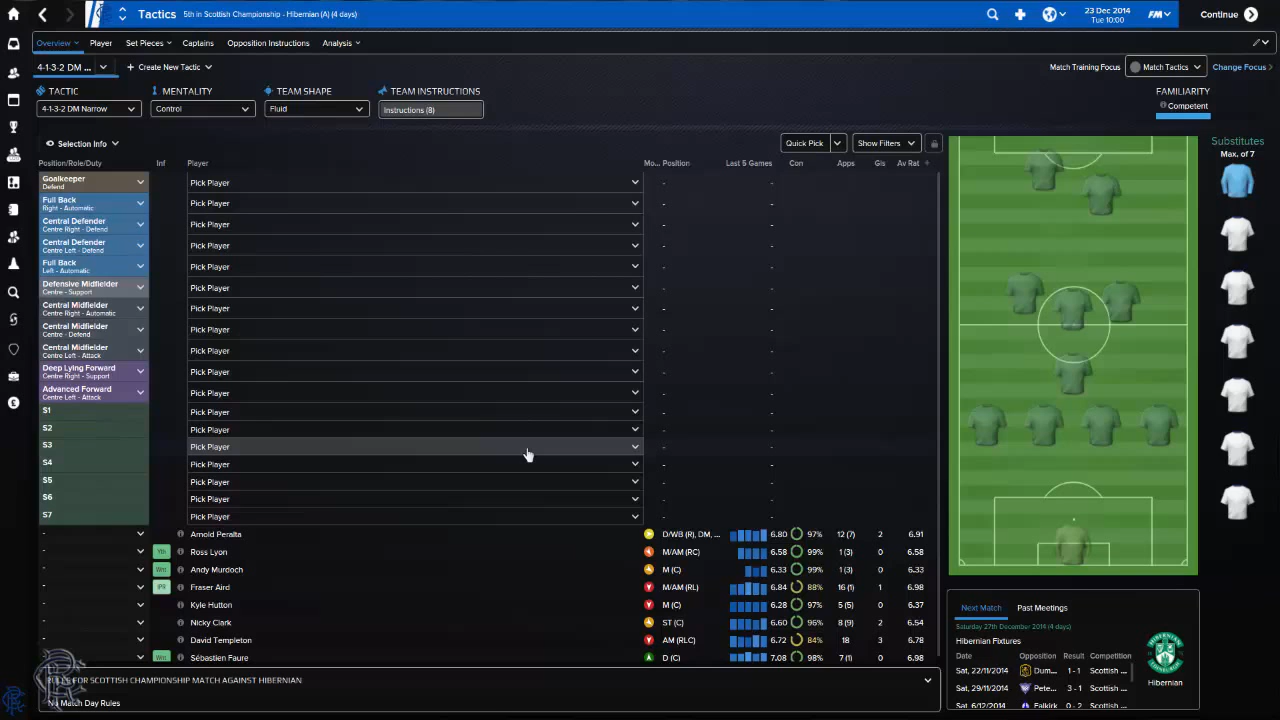 Tactics 5th in Scottish Championship - Hibernian (A) (4 days) 23 Dec 2014 Tue 10:00 FM Continue
Overview Player Set Pieces Captains Opposition Instructions Analysis
4-1-3-2 DM ... Create New Tactic Match Training Focus Match Tactics Change Focus
TACTIC MENTALITY TEAM SHAPE TEAM INSTRUCTIONS FAMILIARITY
4-1-3-2 DM Narrow Control Fluid Instructions (8) Competent
Selection Info Quick Pick Show Filters Substitutes
Max. of 7
Position/Role/Duty Inf Player Mo... Position Last 5 Games Con Apps Gls Av Rat
Goalkeeper
Defend
Pick Player - -
Full Back
Right - Automatic
Pick Player - -
Central Defender
Centre Right - Defend
Pick Player - -
Central Defender
Centre Left - Defend
Pick Player - -
Full Back
Left - Automatic
Pick Player - -
Defensive Midfielder
Centre - Support
Pick Player - -
Central Midfielder
Centre Right - Automatic
Pick Player - -
Central Midfielder
Centre - Defend
Pick Player - -
Central Midfielder
Centre Left - Attack
Pick Player - -
Deep Lying Forward
Centre Right - Support
Pick Player - -
Advanced Forward
Centre Left - Attack
Pick Player - -
S1 Pick Player - -
S2 Pick Player - -
S3 Pick Player - -
S4 Pick Player - -
S5 Pick Player - -
S6 Pick Player - -
S7 Pick Player - -
- Arnold Peralta D/WB (R), DM, ... 6.80 97% 12 (7) 2 6.91
- Yth Ross Lyon M/AM (RC) 6.58 99% 1 (3) 0 6.58
- Wnt Andy Murdoch M (C) 6.33 99% 1 (3) 0 6.33
- IPR Fraser Aird M/AM (RL) 6.84 88% 16 (1) 1 6.98
- Kyle Hutton M (C) 6.28 97% 5 (5) 0 6.37
- Nicky Clark ST (C) 6.60 96% 8 (9) 2 6.54
- David Templeton AM (RLC) 6.72 84% 18 3 6.78
- Wnt Sébastien Faure D (C) 7.08 98% 7 (1) 0 6.98
RULES FOR SCOTTISH CHAMPIONSHIP MATCH AGAINST HIBERNIAN
No Match Day Rules
Next Match Past Meetings
Saturday 27th December 2014 (4 days)
Hibernian Fixtures
Date Opposition Result Competition
Sat, 22/11/2014 Dum... 1 - 1 Scottish ...
Sat, 29/11/2014 Pete... 3 - 1 Scottish ...
Sat, 6/12/2014 Falkirk 0 - 2 Scottish ...
HIBERNIAN
Hibernian